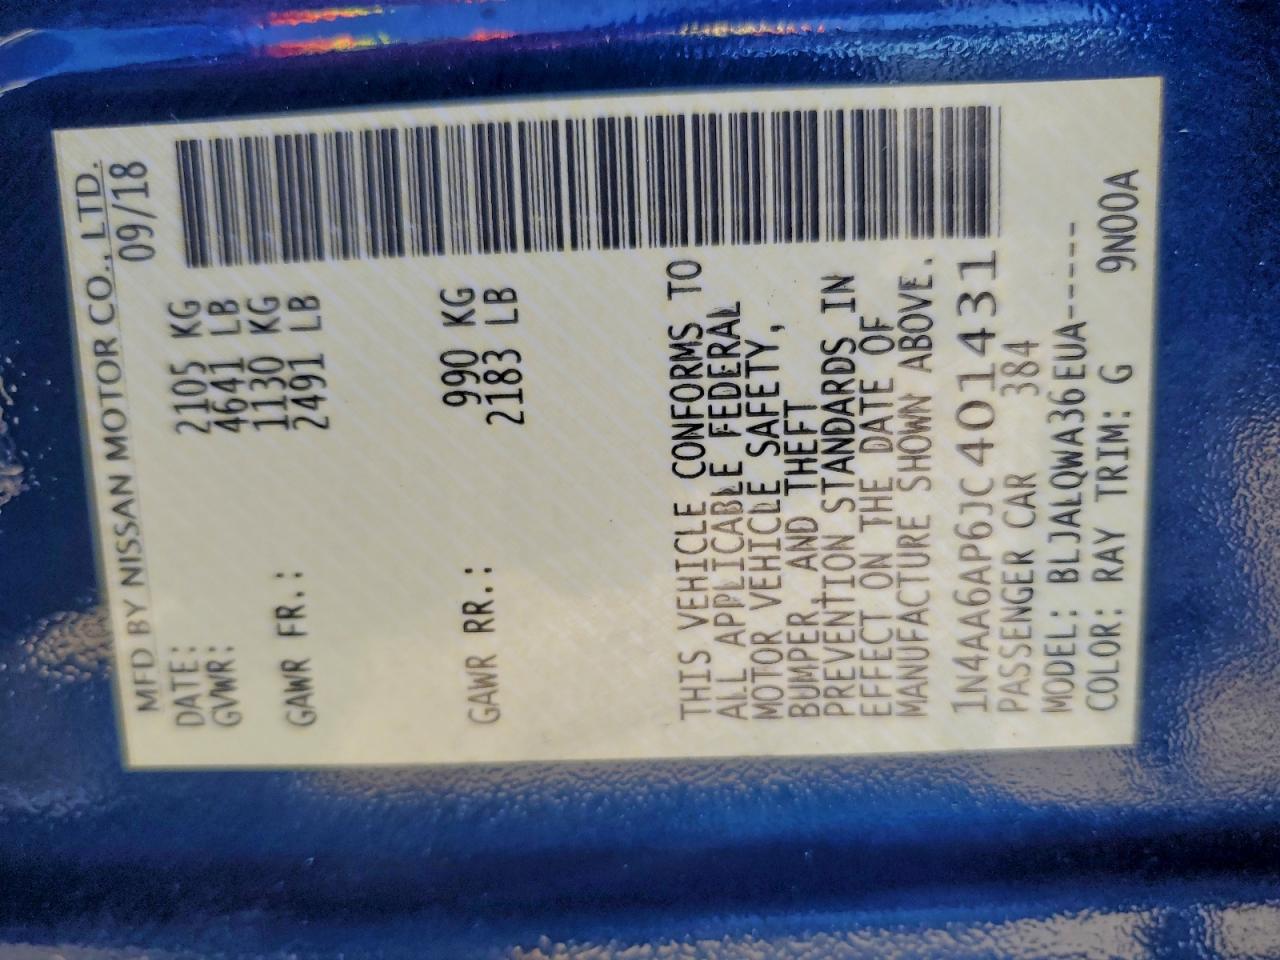 MFD BY NISSAN MOTOR CO., LTD.
DATE: 09/18
GVWR: 2105 KG
4641 LB
GAWR FR.: 1130 KG
2491 LB
GAWR RR.: 990 KG
2183 LB
THIS VEHICLE CONFORMS TO
ALL APPLICABLE FEDERAL
MOTOR VEHICLE SAFETY,
BUMPER, AND THEFT
PREVENTION STANDARDS IN
EFFECT ON THE DATE OF
MANUFACTURE SHOWN ABOVE.
1N4AA6AP6JC401431
PASSENGER CAR 384
MODEL: BLJALQWA36EUA-----
COLOR: RAY TRIM: G 9N00A